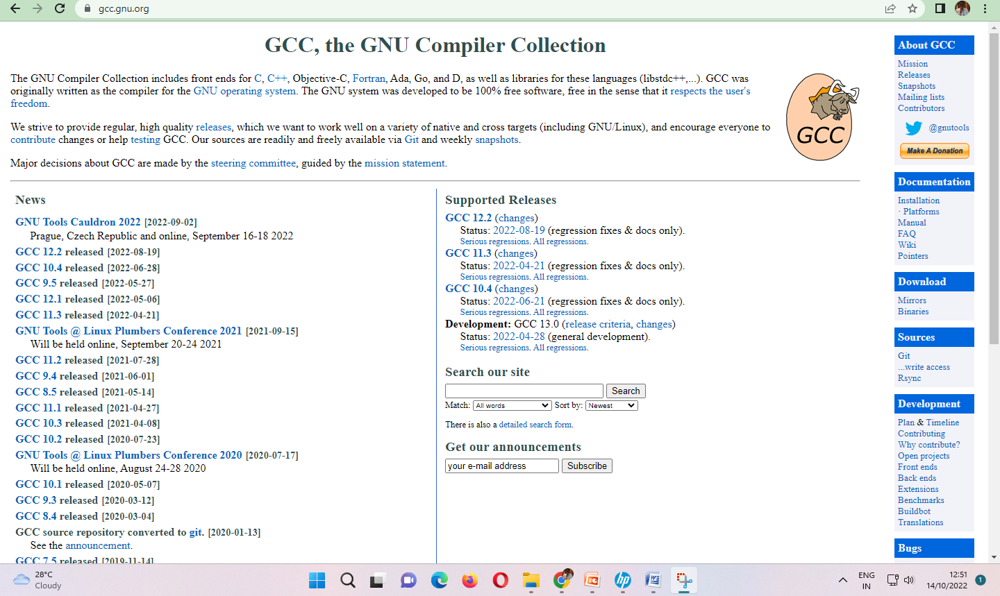 gcc.gnu.org
GCC, the GNU Compiler Collection
The GNU Compiler Collection includes front ends for C, C++, Objective-C, Fortran, Ada, Go, and D, as well as libraries for these languages (libstdc++,...). GCC was
originally written as the compiler for the GNU operating system. The GNU system was developed to be 100% free software, free in the sense that it respects the user's
freedom.
We strive to provide regular, high quality releases, which we want to work well on a variety of native and cross targets (including GNU/Linux), and encourage everyone to
contribute changes or help testing GCC. Our sources are readily and freely available via Git and weekly snapshots.
Major decisions about GCC are made by the steering committee, guided by the mission statement.
GCC
News
GNU Tools Cauldron 2022 [2022-09-02]
Prague, Czech Republic and online, September 16-18 2022
GCC 12.2 released [2022-08-19]
GCC 10.4 released [2022-06-28]
GCC 9.5 released [2022-05-27]
GCC 12.1 released [2022-05-06]
GCC 11.3 released [2022-04-21]
GNU Tools @ Linux Plumbers Conference 2021 [2021-09-15]
Will be held online, September 20-24 2021
GCC 11.2 released [2021-07-28]
GCC 9.4 released [2021-06-01]
GCC 8.5 released [2021-05-14]
GCC 11.1 released [2021-04-27]
GCC 10.3 released [2021-04-08]
GCC 10.2 released [2020-07-23]
GNU Tools @ Linux Plumbers Conference 2020 [2020-07-17]
Will be held online, August 24-28 2020
GCC 10.1 released [2020-05-07]
GCC 9.3 released [2020-03-12]
GCC 8.4 released [2020-03-04]
GCC source repository converted to git. [2020-01-13]
See the announcement.
GCC 7.5 released [2019-11-14]
Supported Releases
GCC 12.2 (changes)
Status: 2022-08-19 (regression fixes & docs only).
Serious regressions. All regressions.
GCC 11.3 (changes)
Status: 2022-04-21 (regression fixes & docs only).
Serious regressions. All regressions.
GCC 10.4 (changes)
Status: 2022-06-21 (regression fixes & docs only).
Serious regressions. All regressions.
Development: GCC 13.0 (release criteria, changes)
Status: 2022-04-28 (general development).
Serious regressions. All regressions.
Search our site
Search
Match: All words Sort by: Newest
There is also a detailed search form.
Get our announcements
your e-mail address Subscribe
About GCC
Mission
Releases
Snapshots
Mailing lists
Contributors
@gnutools
Make A Donation
Documentation
Installation
· Platforms
Manual
FAQ
Wiki
Pointers
Download
Mirrors
Binaries
Sources
Git
...write access
Rsync
Development
Plan & Timeline
Contributing
Why contribute?
Open projects
Front ends
Back ends
Extensions
Benchmarks
Buildbot
Translations
Bugs
28°C
Cloudy
ENG
IN
12:51
14/10/2022
1